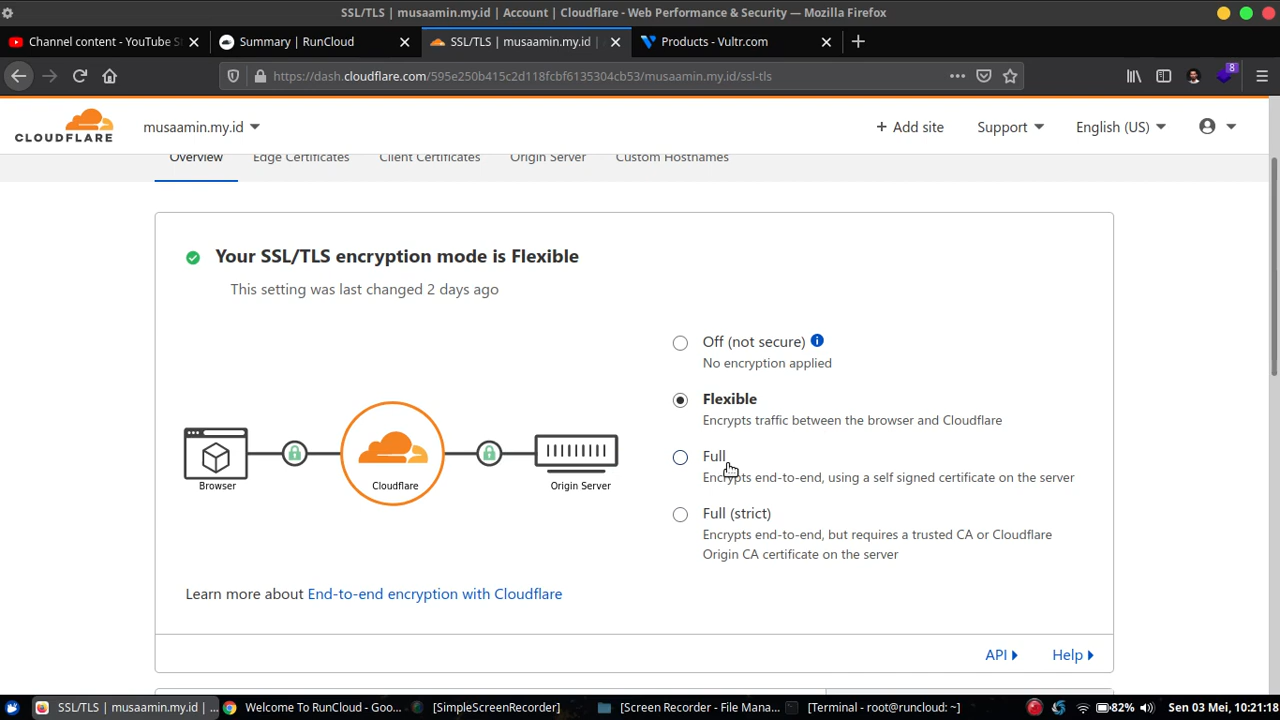 SSL/TLS | musaamin.my.id | Account | Cloudflare - Web Performance & Security — Mozilla Firefox
Channel content - YouTube S
Summary | RunCloud
SSL/TLS | musaamin.my.id |
Products - Vultr.com
https://dash.cloudflare.com/595e250b415c2d118fcbf6135304cb53/musaamin.my.id/ssl-tls
8
CLOUDFLARE
musaamin.my.id
Add site
Support
English (US)
Overview
Edge Certificates
Client Certificates
Origin Server
Custom Hostnames
Your SSL/TLS encryption mode is Flexible
This setting was last changed 2 days ago
Off (not secure)
No encryption applied
Flexible
Encrypts traffic between the browser and Cloudflare
Full
Encrypts end-to-end, using a self signed certificate on the server
Full (strict)
Encrypts end-to-end, but requires a trusted CA or Cloudflare
Origin CA certificate on the server
Browser
Cloudflare
Origin Server
Learn more about End-to-end encryption with Cloudflare
API
Help
SSL/TLS | musaamin.my.id | ...
Welcome To RunCloud - Goo...
[SimpleScreenRecorder]
[Screen Recorder - File Mana...
[Terminal - root@runcloud: ~]
82%
Sen 03 Mei, 10:21:18